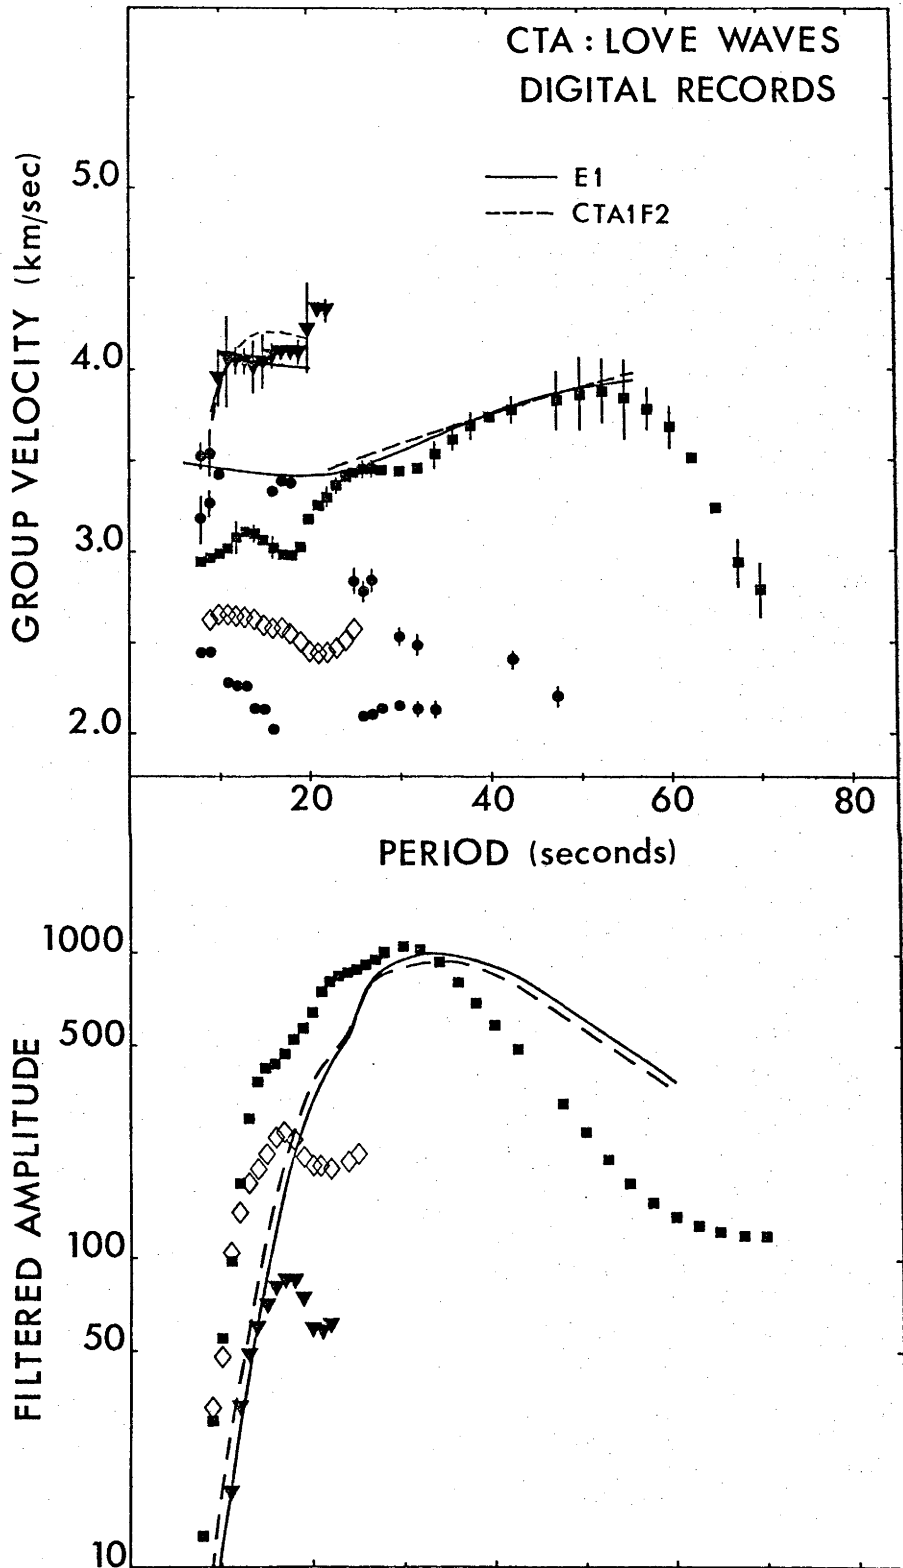 CTA : LOVE WAVES
DIGITAL RECORDS
E1
CTA1F2
GROUP VELOCITY (km/sec)
5.0
4.0
3.0
2.0
20 40 60 80
PERIOD (seconds)
FILTERED AMPLITUDE
1000
500
100
50
10